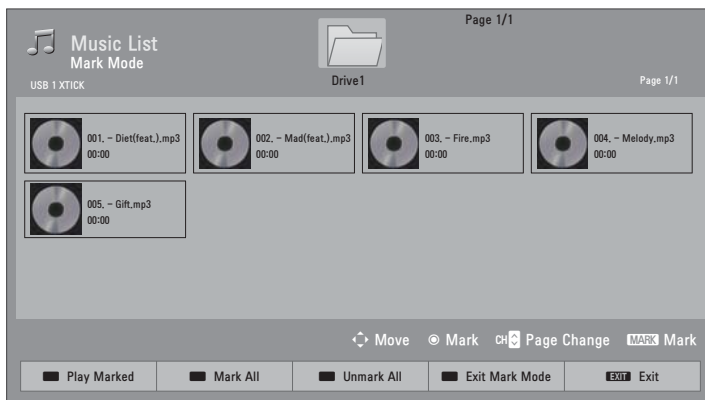 Page 1/1
Music List
Mark Mode
USB 1 XTICK
Drive1
Page 1/1
001. - Diet(feat.).mp3
00:00
002. - Mad(feat.).mp3
00:00
003. - Fire.mp3
00:00
004. - Melody.mp3
00:00
005. - Gift.mp3
00:00
Move Mark CH Page Change MARK Mark
Play Marked Mark All Unmark All Exit Mark Mode EXIT Exit